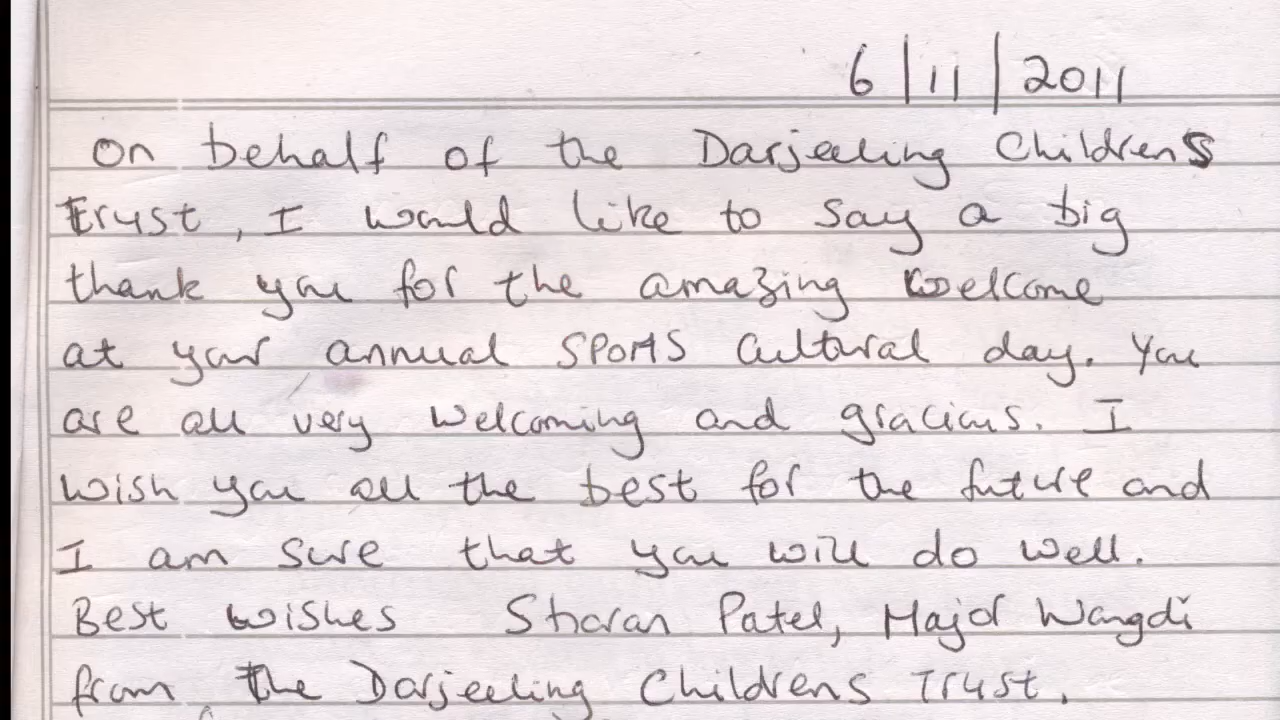 6/11/2011
On behalf of the Darjeeling Childrens
trust, I would like to say a big
thank you for the amazing welcome
at your annual sports cultural day. You
are all very welcoming and gracious. I
wish you all the best for the future and
I am sure that you will do well.
Best wishes Sharan Patel, Major Wangdi
from the Darjeeling Childrens Trust.